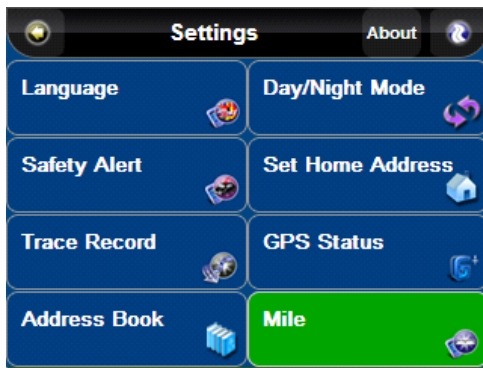 Settings
About
Language
Day/Night Mode
Safety Alert
Set Home Address
Trace Record
GPS Status
Address Book
Mile